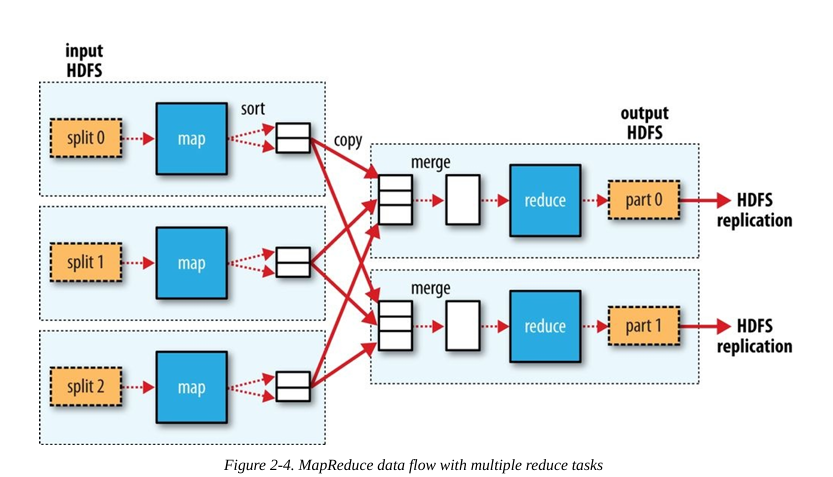 input
HDFS
split 0
map
sort
copy
split 1
map
split 2
map
output
HDFS
merge
reduce
part 0
HDFS
replication
merge
reduce
part 1
HDFS
replication
Figure 2-4. MapReduce data flow with multiple reduce tasks